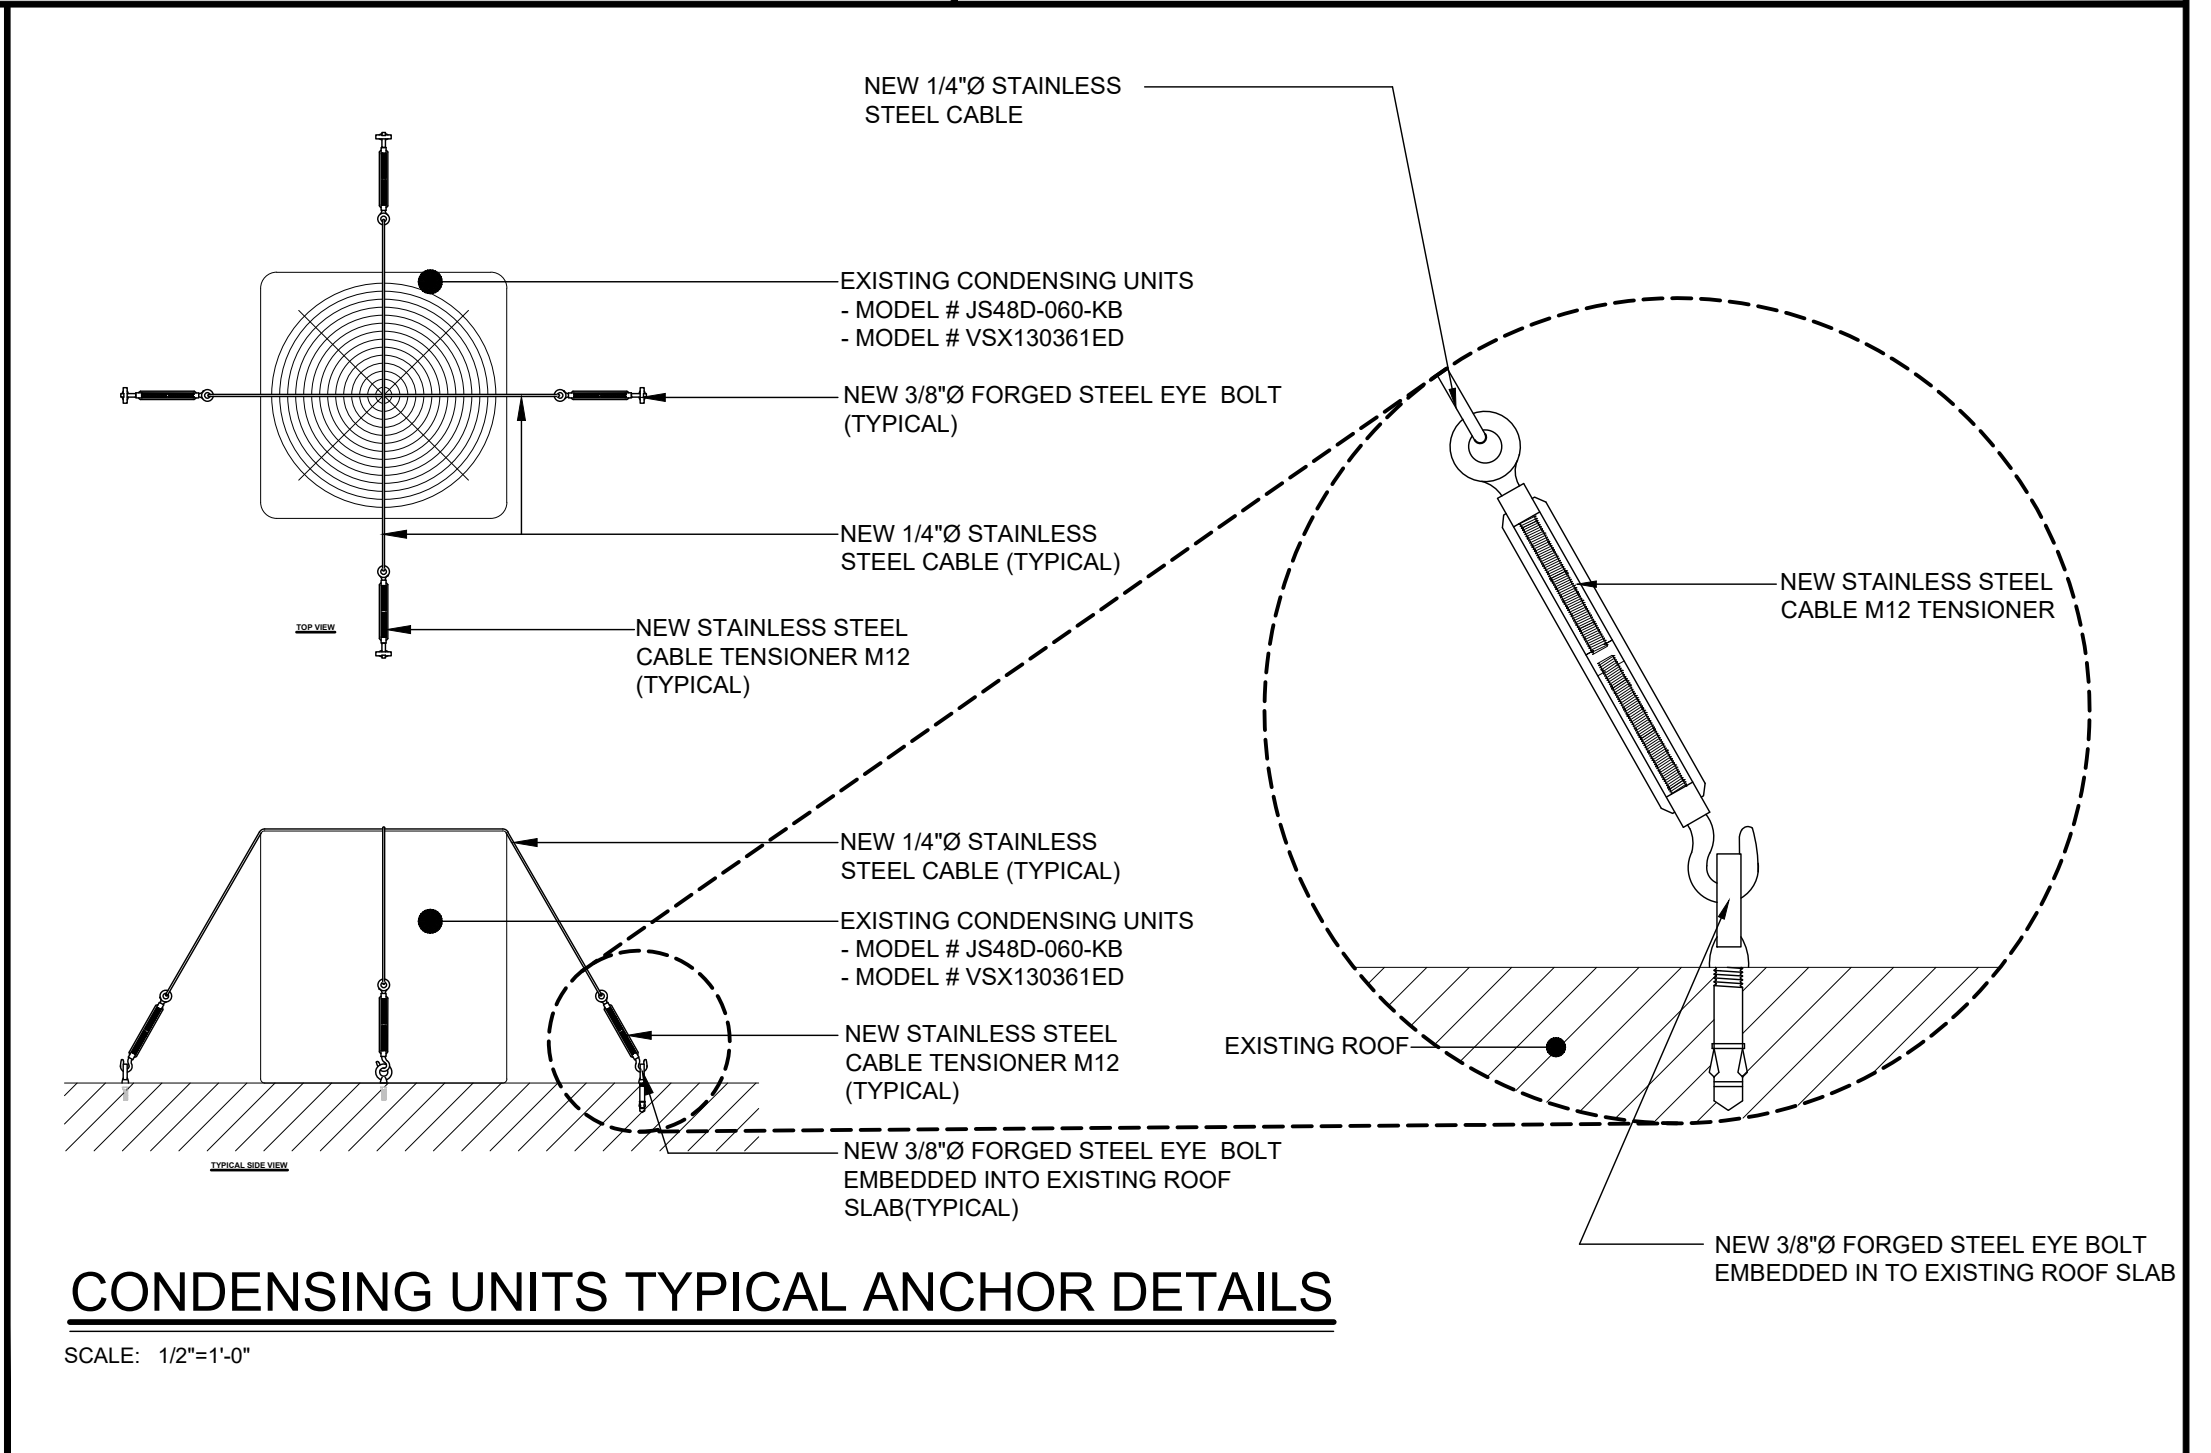 NEW 1/4"Ø STAINLESS
STEEL CABLE
EXISTING CONDENSING UNITS
- MODEL # JS48D-060-KB
- MODEL # VSX130361ED
NEW 3/8"Ø FORGED STEEL EYE  BOLT
(TYPICAL)
NEW 1/4"Ø STAINLESS
STEEL CABLE (TYPICAL)
NEW STAINLESS STEEL
CABLE M12 TENSIONER
TOP VIEW
NEW STAINLESS STEEL
CABLE TENSIONER M12
(TYPICAL)
NEW 1/4"Ø STAINLESS
STEEL CABLE (TYPICAL)
EXISTING CONDENSING UNITS
- MODEL # JS48D-060-KB
- MODEL # VSX130361ED
NEW STAINLESS STEEL
CABLE TENSIONER M12
(TYPICAL)
EXISTING ROOF
NEW 3/8"Ø FORGED STEEL EYE  BOLT
EMBEDDED INTO EXISTING ROOF
SLAB(TYPICAL)
TYPICAL SIDE VIEW
NEW 3/8"Ø FORGED STEEL EYE BOLT
EMBEDDED IN TO EXISTING ROOF SLAB
CONDENSING UNITS TYPICAL ANCHOR DETAILS
SCALE: 1/2"=1'-0"